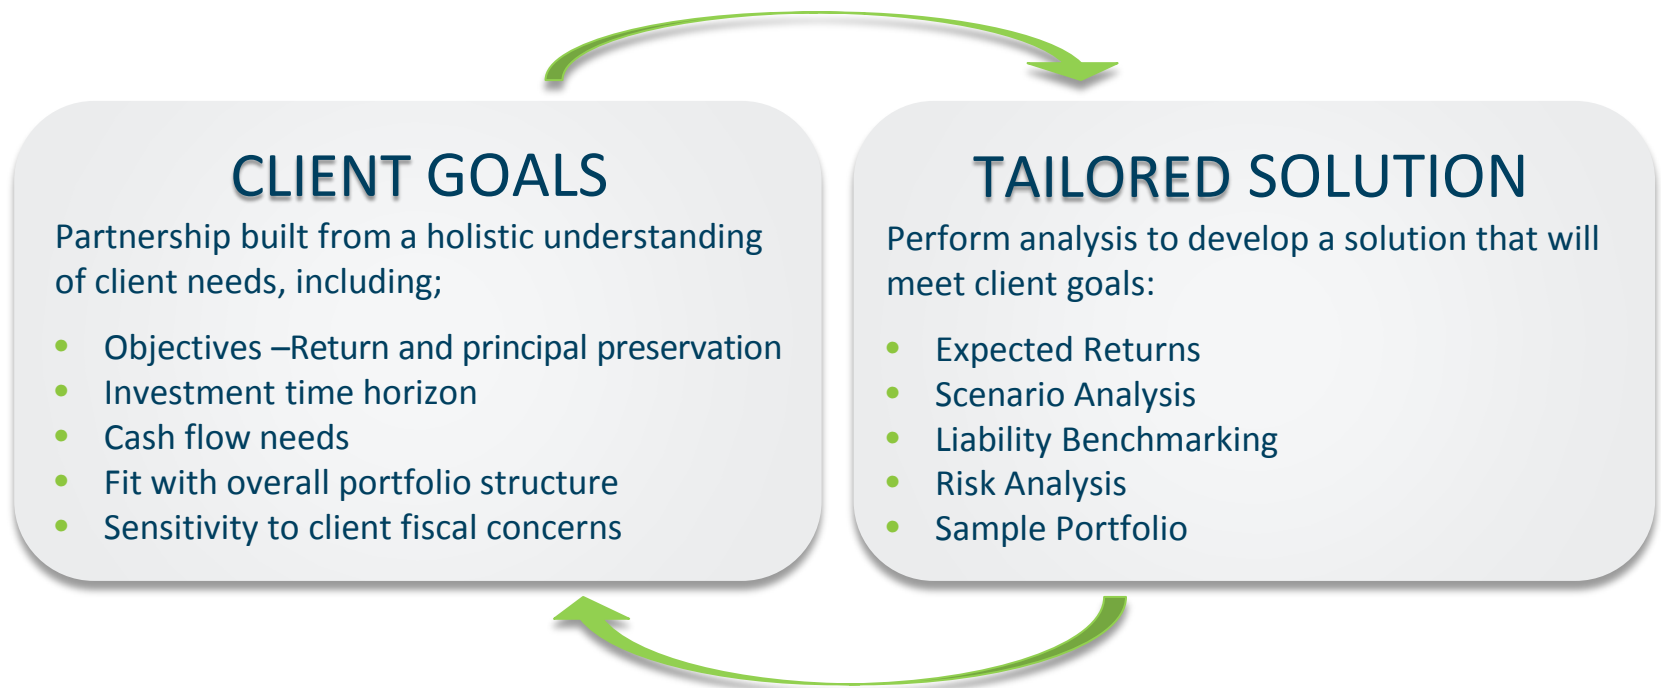 CLIENT GOALS
Partnership built from a holistic understanding
of client needs, including;
• Objectives –Return and principal preservation
• Investment time horizon
• Cash flow needs
• Fit with overall portfolio structure
• Sensitivity to client fiscal concerns
TAILORED SOLUTION
Perform analysis to develop a solution that will
meet client goals:
• Expected Returns
• Scenario Analysis
• Liability Benchmarking
• Risk Analysis
• Sample Portfolio